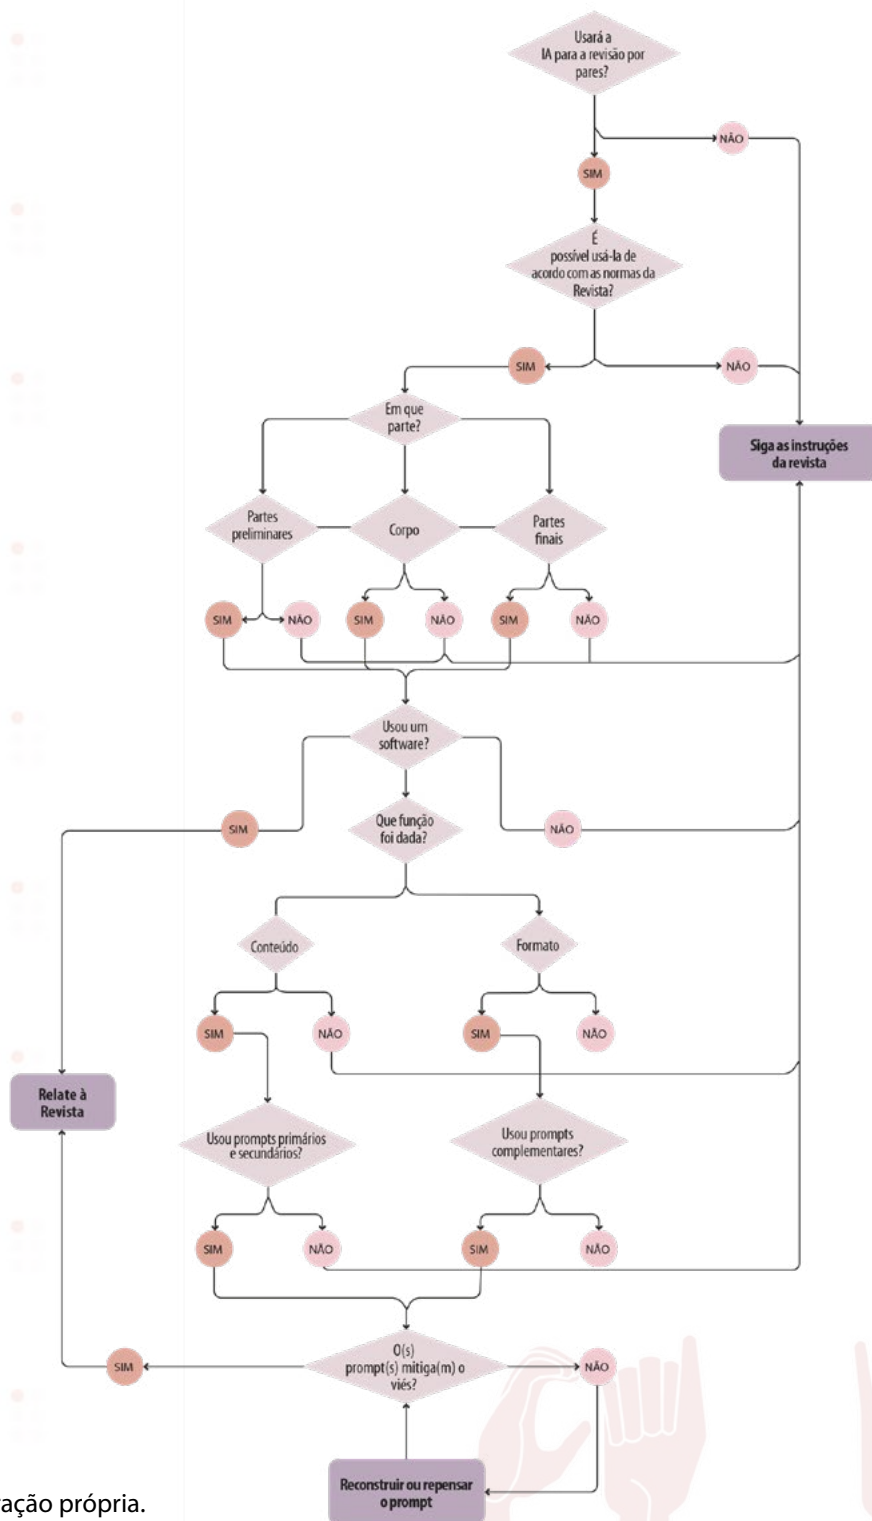 Usará a
IA para a revisão por
pares?
NÃO
SIM
É
possível usá-la de
acordo com as normas da
Revista?
SIM
NÃO
Em que
parte?
Siga as instruções
da revista
Partes
preliminares
Corpo
Partes
finais
SIM
NÃO
SIM
NÃO
SIM
NÃO
Usou um
software?
SIM
Que função
foi dada?
NÃO
Conteúdo
Formato
SIM
NÃO
SIM
NÃO
Relate à
Revista
Usou prompts primários
e secundários?
Usou prompts
complementares?
SIM
NÃO
SIM
NÃO
O(s)
prompt(s) mitiga(m) o
viés?
SIM
NÃO
Reconstruir ou repensar
o prompt
ração própria.